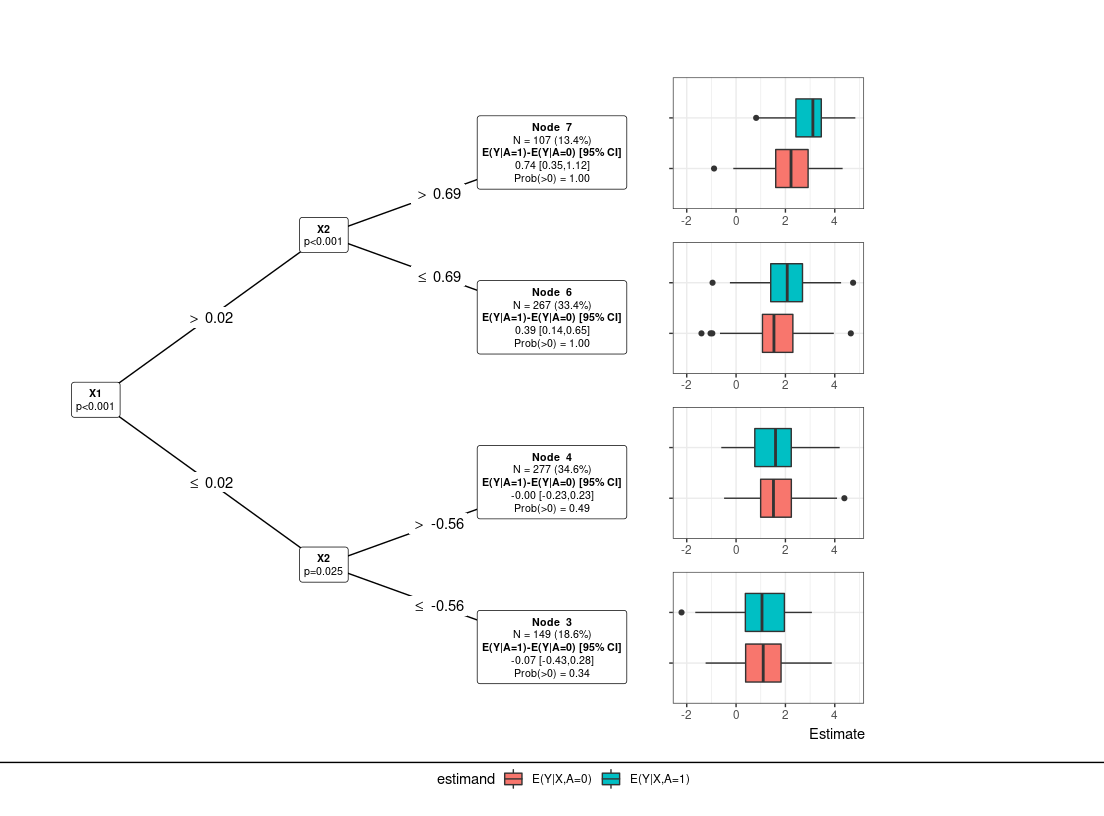 Node 7
N = 107 (13.4%)
E(Y|A=1)-E(Y|A=0) [95% CI]
0.74 [0.35,1.12]
Prob(>0) = 1.00
-2 0 2 4
> 0.69
X2
p<0.001
≤ 0.69
Node 6
N = 267 (33.4%)
E(Y|A=1)-E(Y|A=0) [95% CI]
0.39 [0.14,0.65]
Prob(>0) = 1.00
-2 0 2 4
> 0.02
X1
p<0.001
≤ 0.02
Node 4
N = 277 (34.6%)
E(Y|A=1)-E(Y|A=0) [95% CI]
-0.00 [-0.23,0.23]
Prob(>0) = 0.49
-2 0 2 4
> -0.56
X2
p=0.025
≤ -0.56
Node 3
N = 149 (18.6%)
E(Y|A=1)-E(Y|A=0) [95% CI]
-0.07 [-0.43,0.28]
Prob(>0) = 0.34
-2 0 2 4
Estimate
estimand E(Y|X,A=0) E(Y|X,A=1)